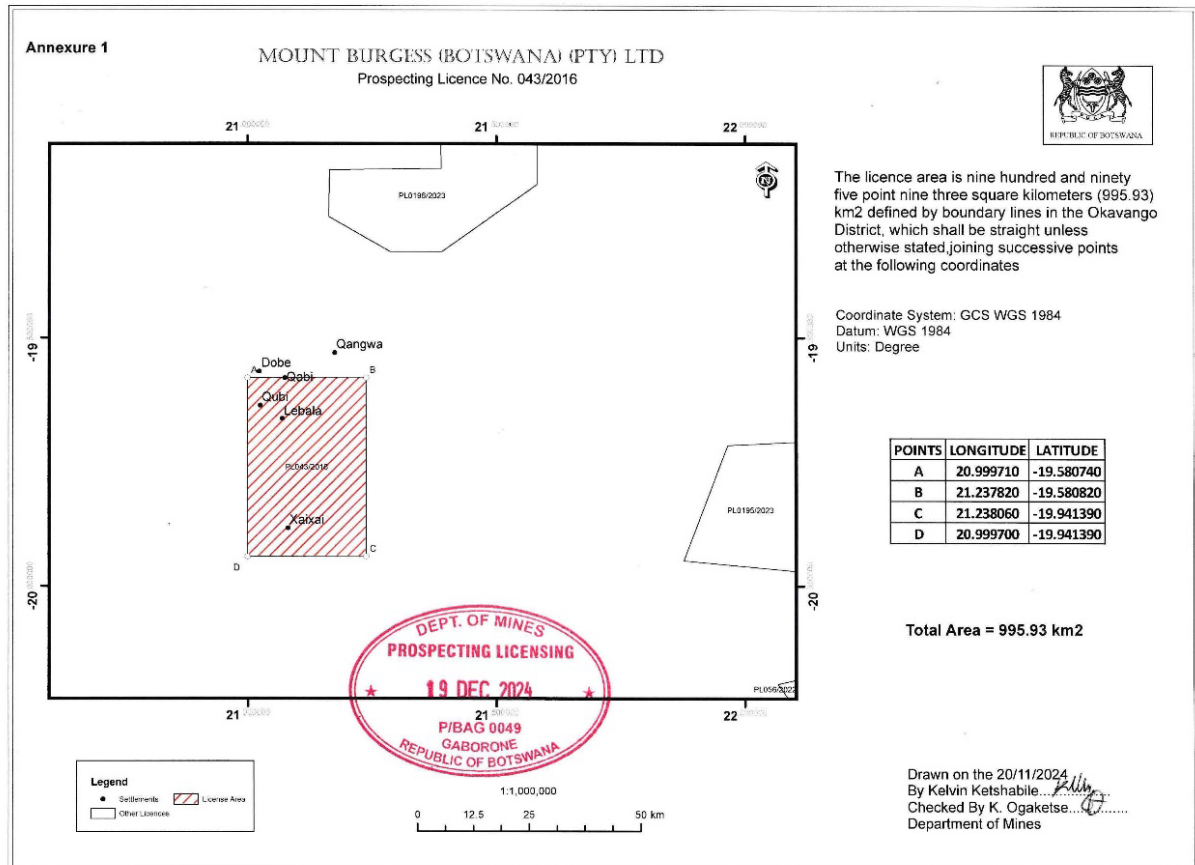 Annexure 1
MOUNT BURGESS (BOTSWANA) (PTY) LTD
Prospecting Licence No. 043/2016
REPUBLIC OF BOTSWANA
21.000000
21.500000
22.000000
PL0196/2023
The licence area is nine hundred and ninety
five point nine three square kilometers (995.93)
km2 defined by boundary lines in the Okavango
District, which shall be straight unless
otherwise stated,joining successive points
at the following coordinates
Coordinate System: GCS WGS 1984
Datum: WGS 1984
Units: Degree
-19
-19
Qangwa
Dobe
A
Qabi
B
Qubi
Lebala
PL043/2016
Xaixai
C
D
PL0195/2023
POINTS LONGITUDE LATITUDE
A 20.999710 -19.580740
B 21.237820 -19.580820
C 21.238060 -19.941390
D 20.999700 -19.941390
-20
-20
Total Area = 995.93 km2
PL056/2022
21
21
22
DEPT. OF MINES
PROSPECTING LICENSING
19 DEC 2024
P/BAG 0049
GABORONE
REPUBLIC OF BOTSWANA
Legend
Settlements
License Area
Other Licences
1:1,000,000
0 12.5 25 50 km
Drawn on the 20/11/2024
By Kelvin Ketshabile
Checked By K. Ogaketse
Department of Mines